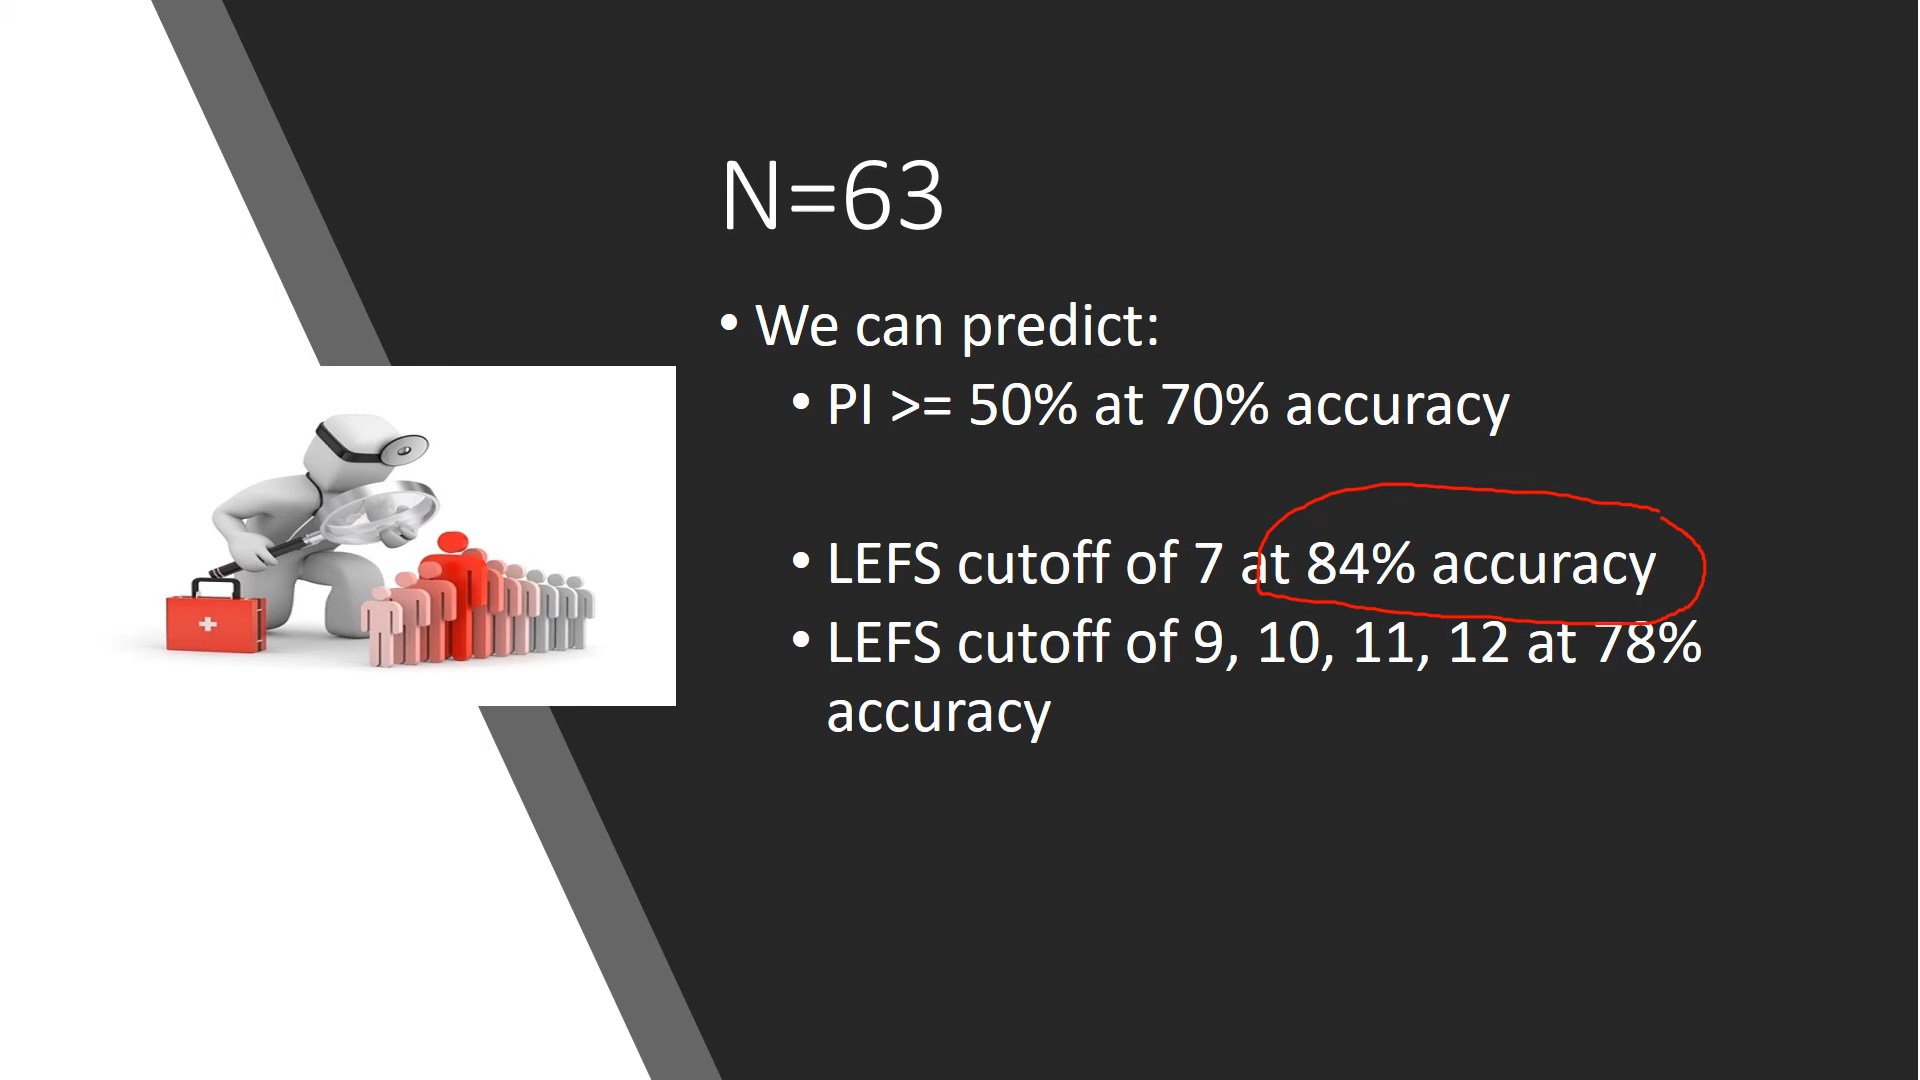 N=63
• We can predict:
• PI >= 50% at 70% accuracy
• LEFS cutoff of 7 at 84% accuracy
• LEFS cutoff of 9, 10, 11, 12 at 78%
accuracy